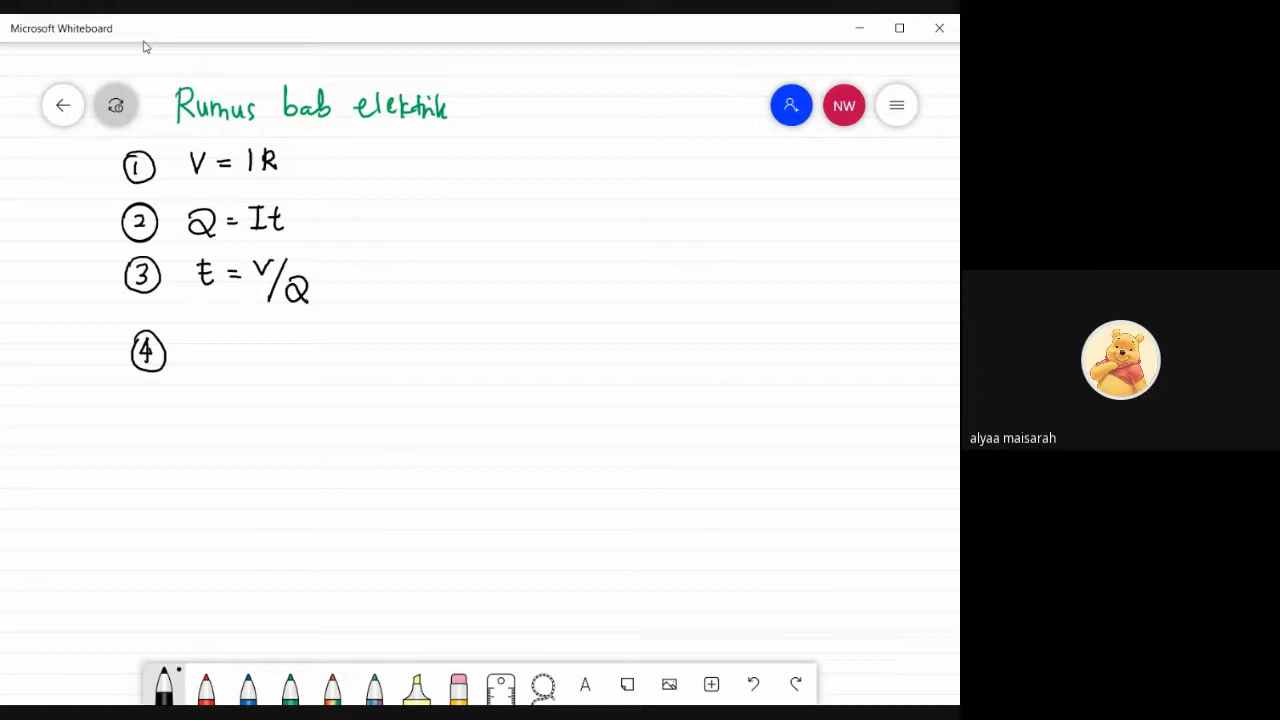 Microsoft Whiteboard
Rumus bab elektrik
NW
1 V = IR
2 Q = It
3 t = V/Q
4
alyaa maisarah
A